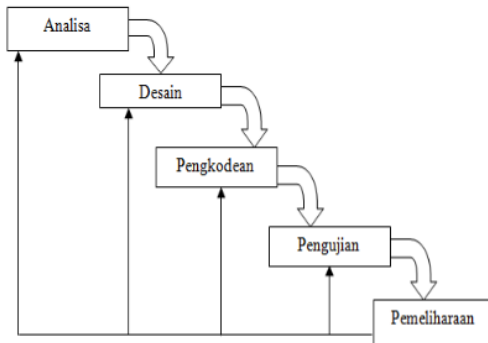 Analisa
Desain
Pengkodean
Pengujian
Pemeliharaan